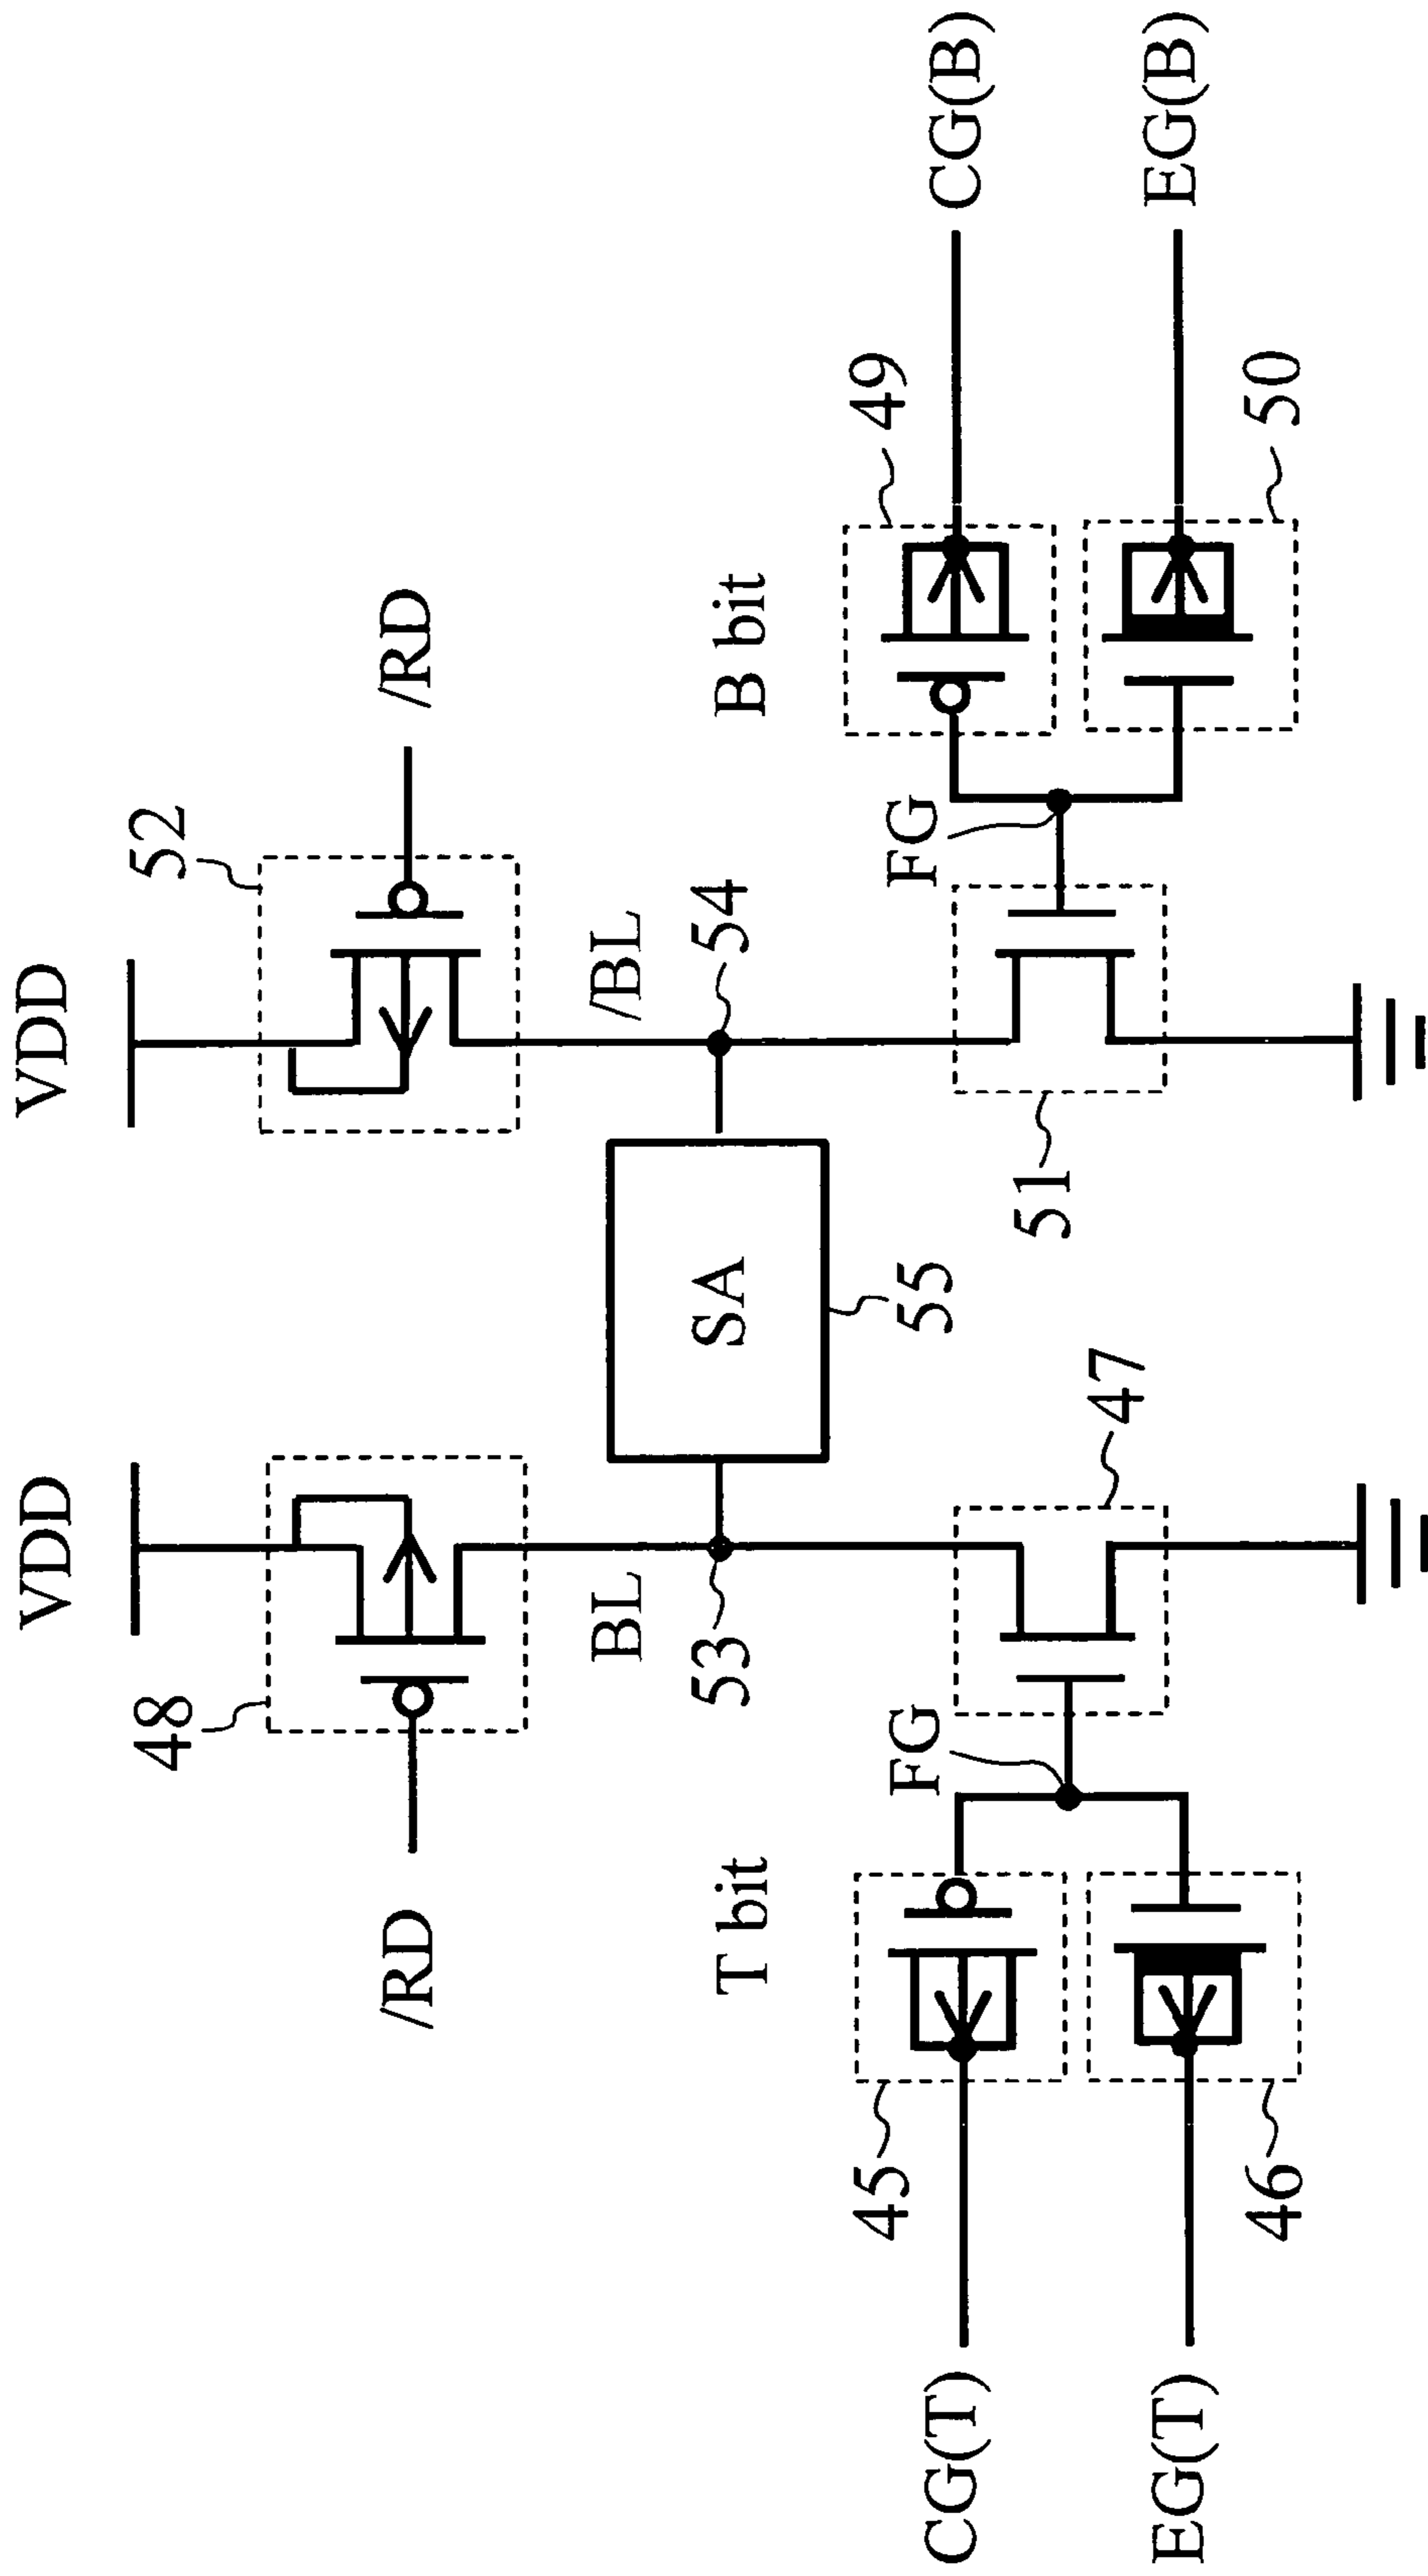 VDD
VDD
48
52
/RD
/RD
BL
/BL
53
54
SA
T bit
B bit
55
FG
FG
45
49
CG(T)
CG(B)
47
51
EG(T)
EG(B)
46
50